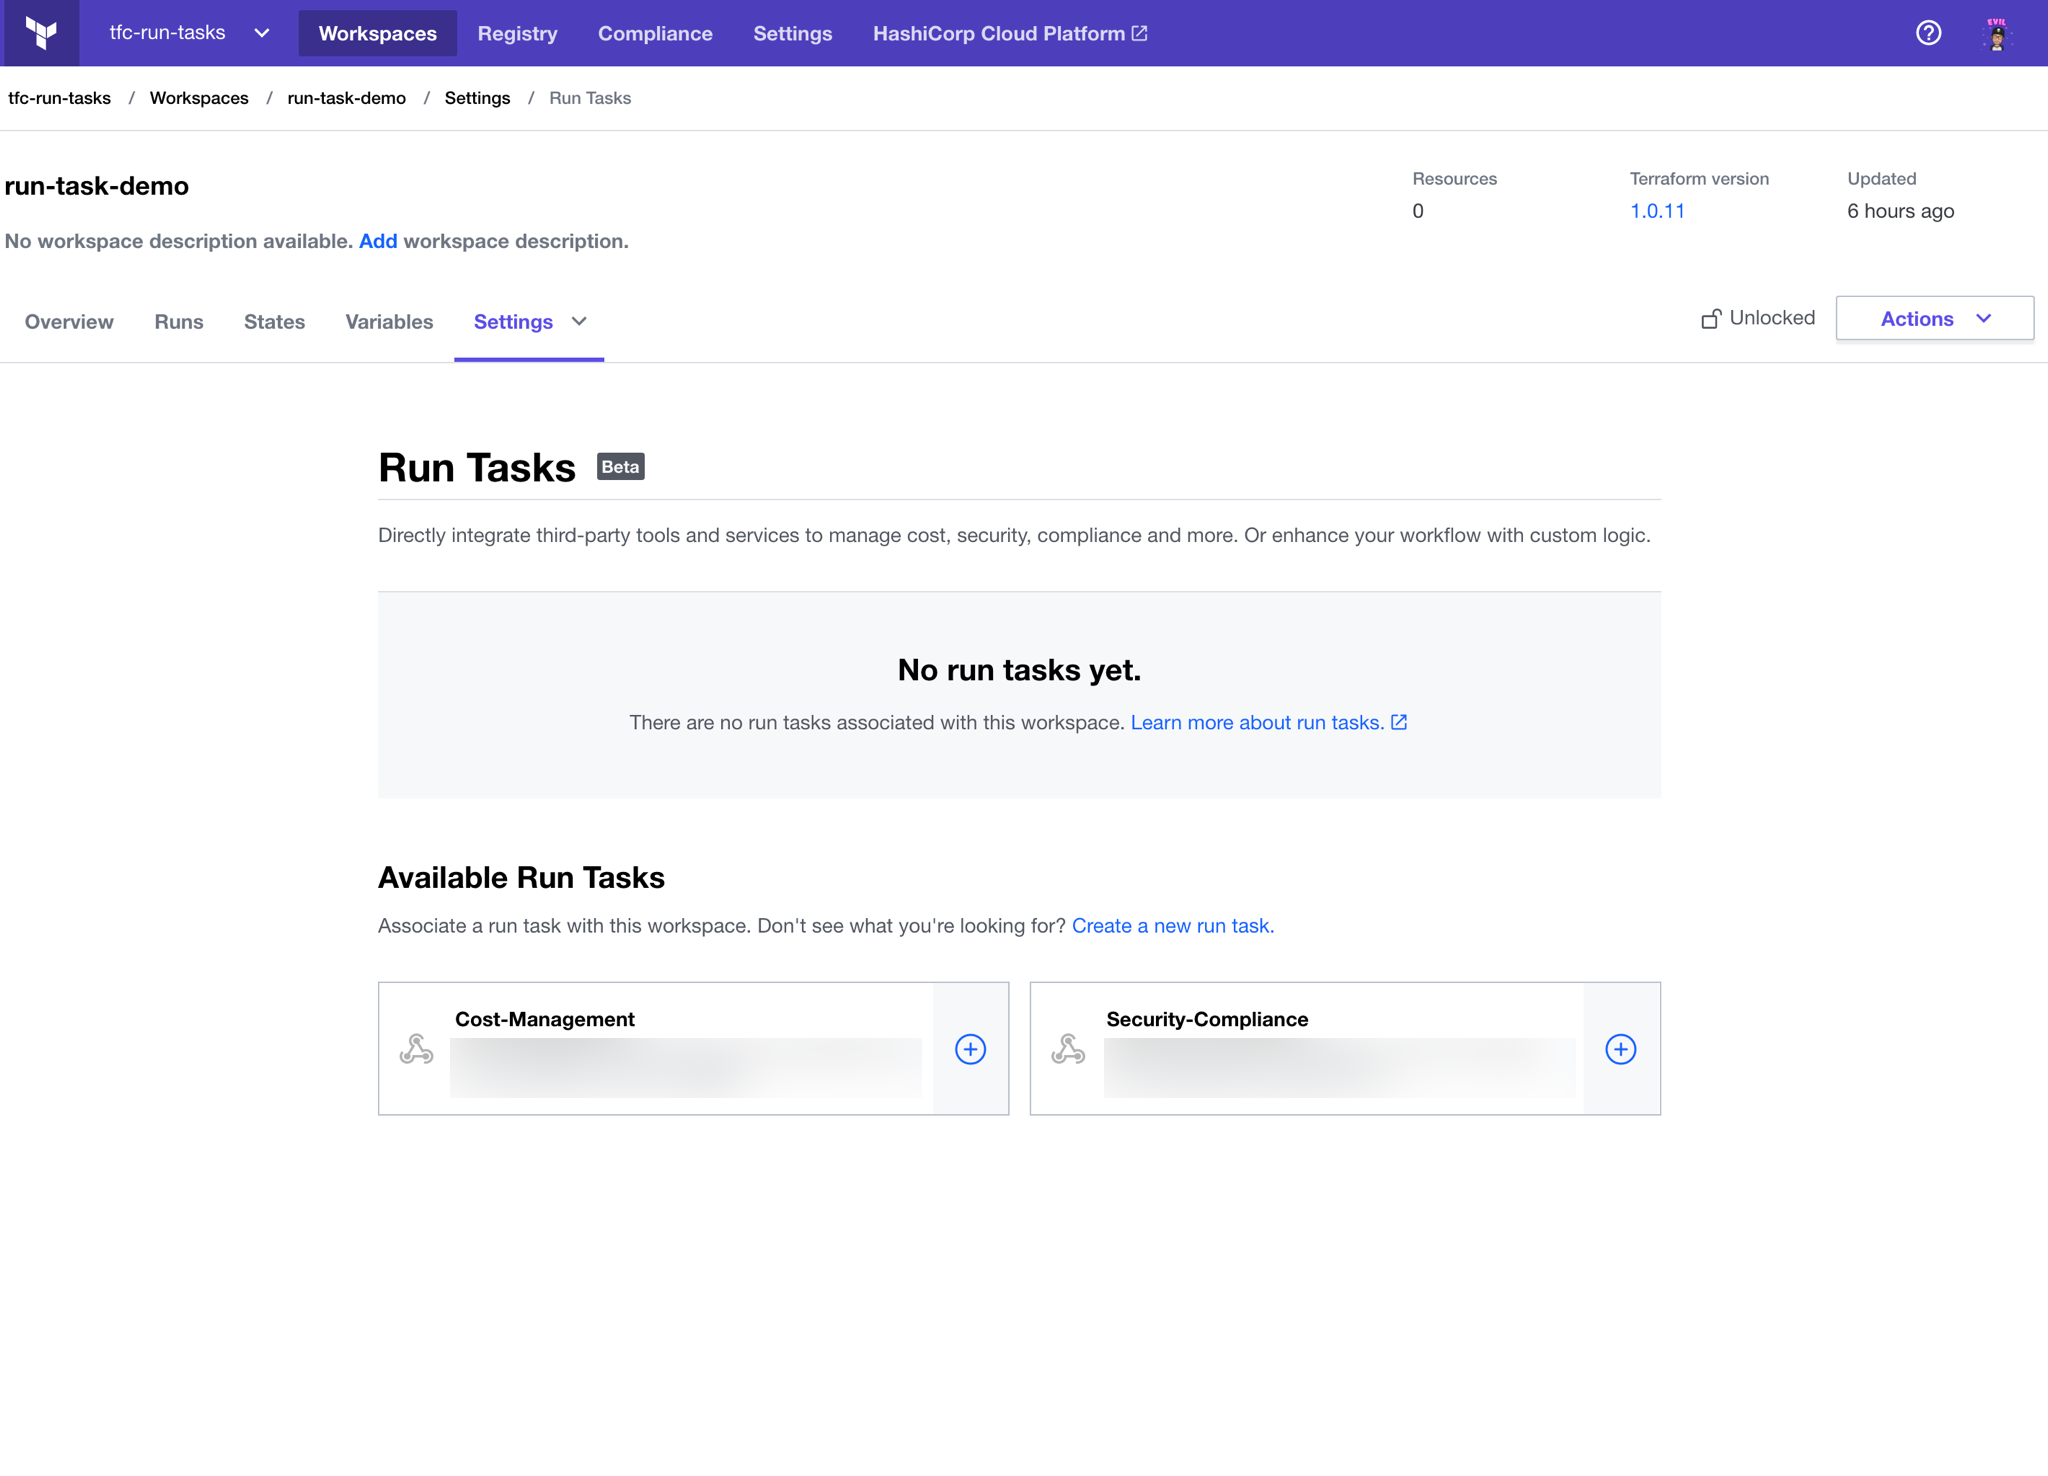 tfc-run-tasks Workspaces Registry Compliance Settings HashiCorp Cloud Platform
EVIL
tfc-run-tasks / Workspaces / run-task-demo / Settings / Run Tasks
run-task-demo
Resources
0
Terraform version
1.0.11
Updated
6 hours ago
No workspace description available. Add workspace description.
Overview Runs States Variables Settings
Unlocked
Actions
Run Tasks Beta
Directly integrate third-party tools and services to manage cost, security, compliance and more. Or enhance your workflow with custom logic.
No run tasks yet.
There are no run tasks associated with this workspace. Learn more about run tasks.
Available Run Tasks
Associate a run task with this workspace. Don't see what you're looking for? Create a new run task.
Cost-Management
Security-Compliance